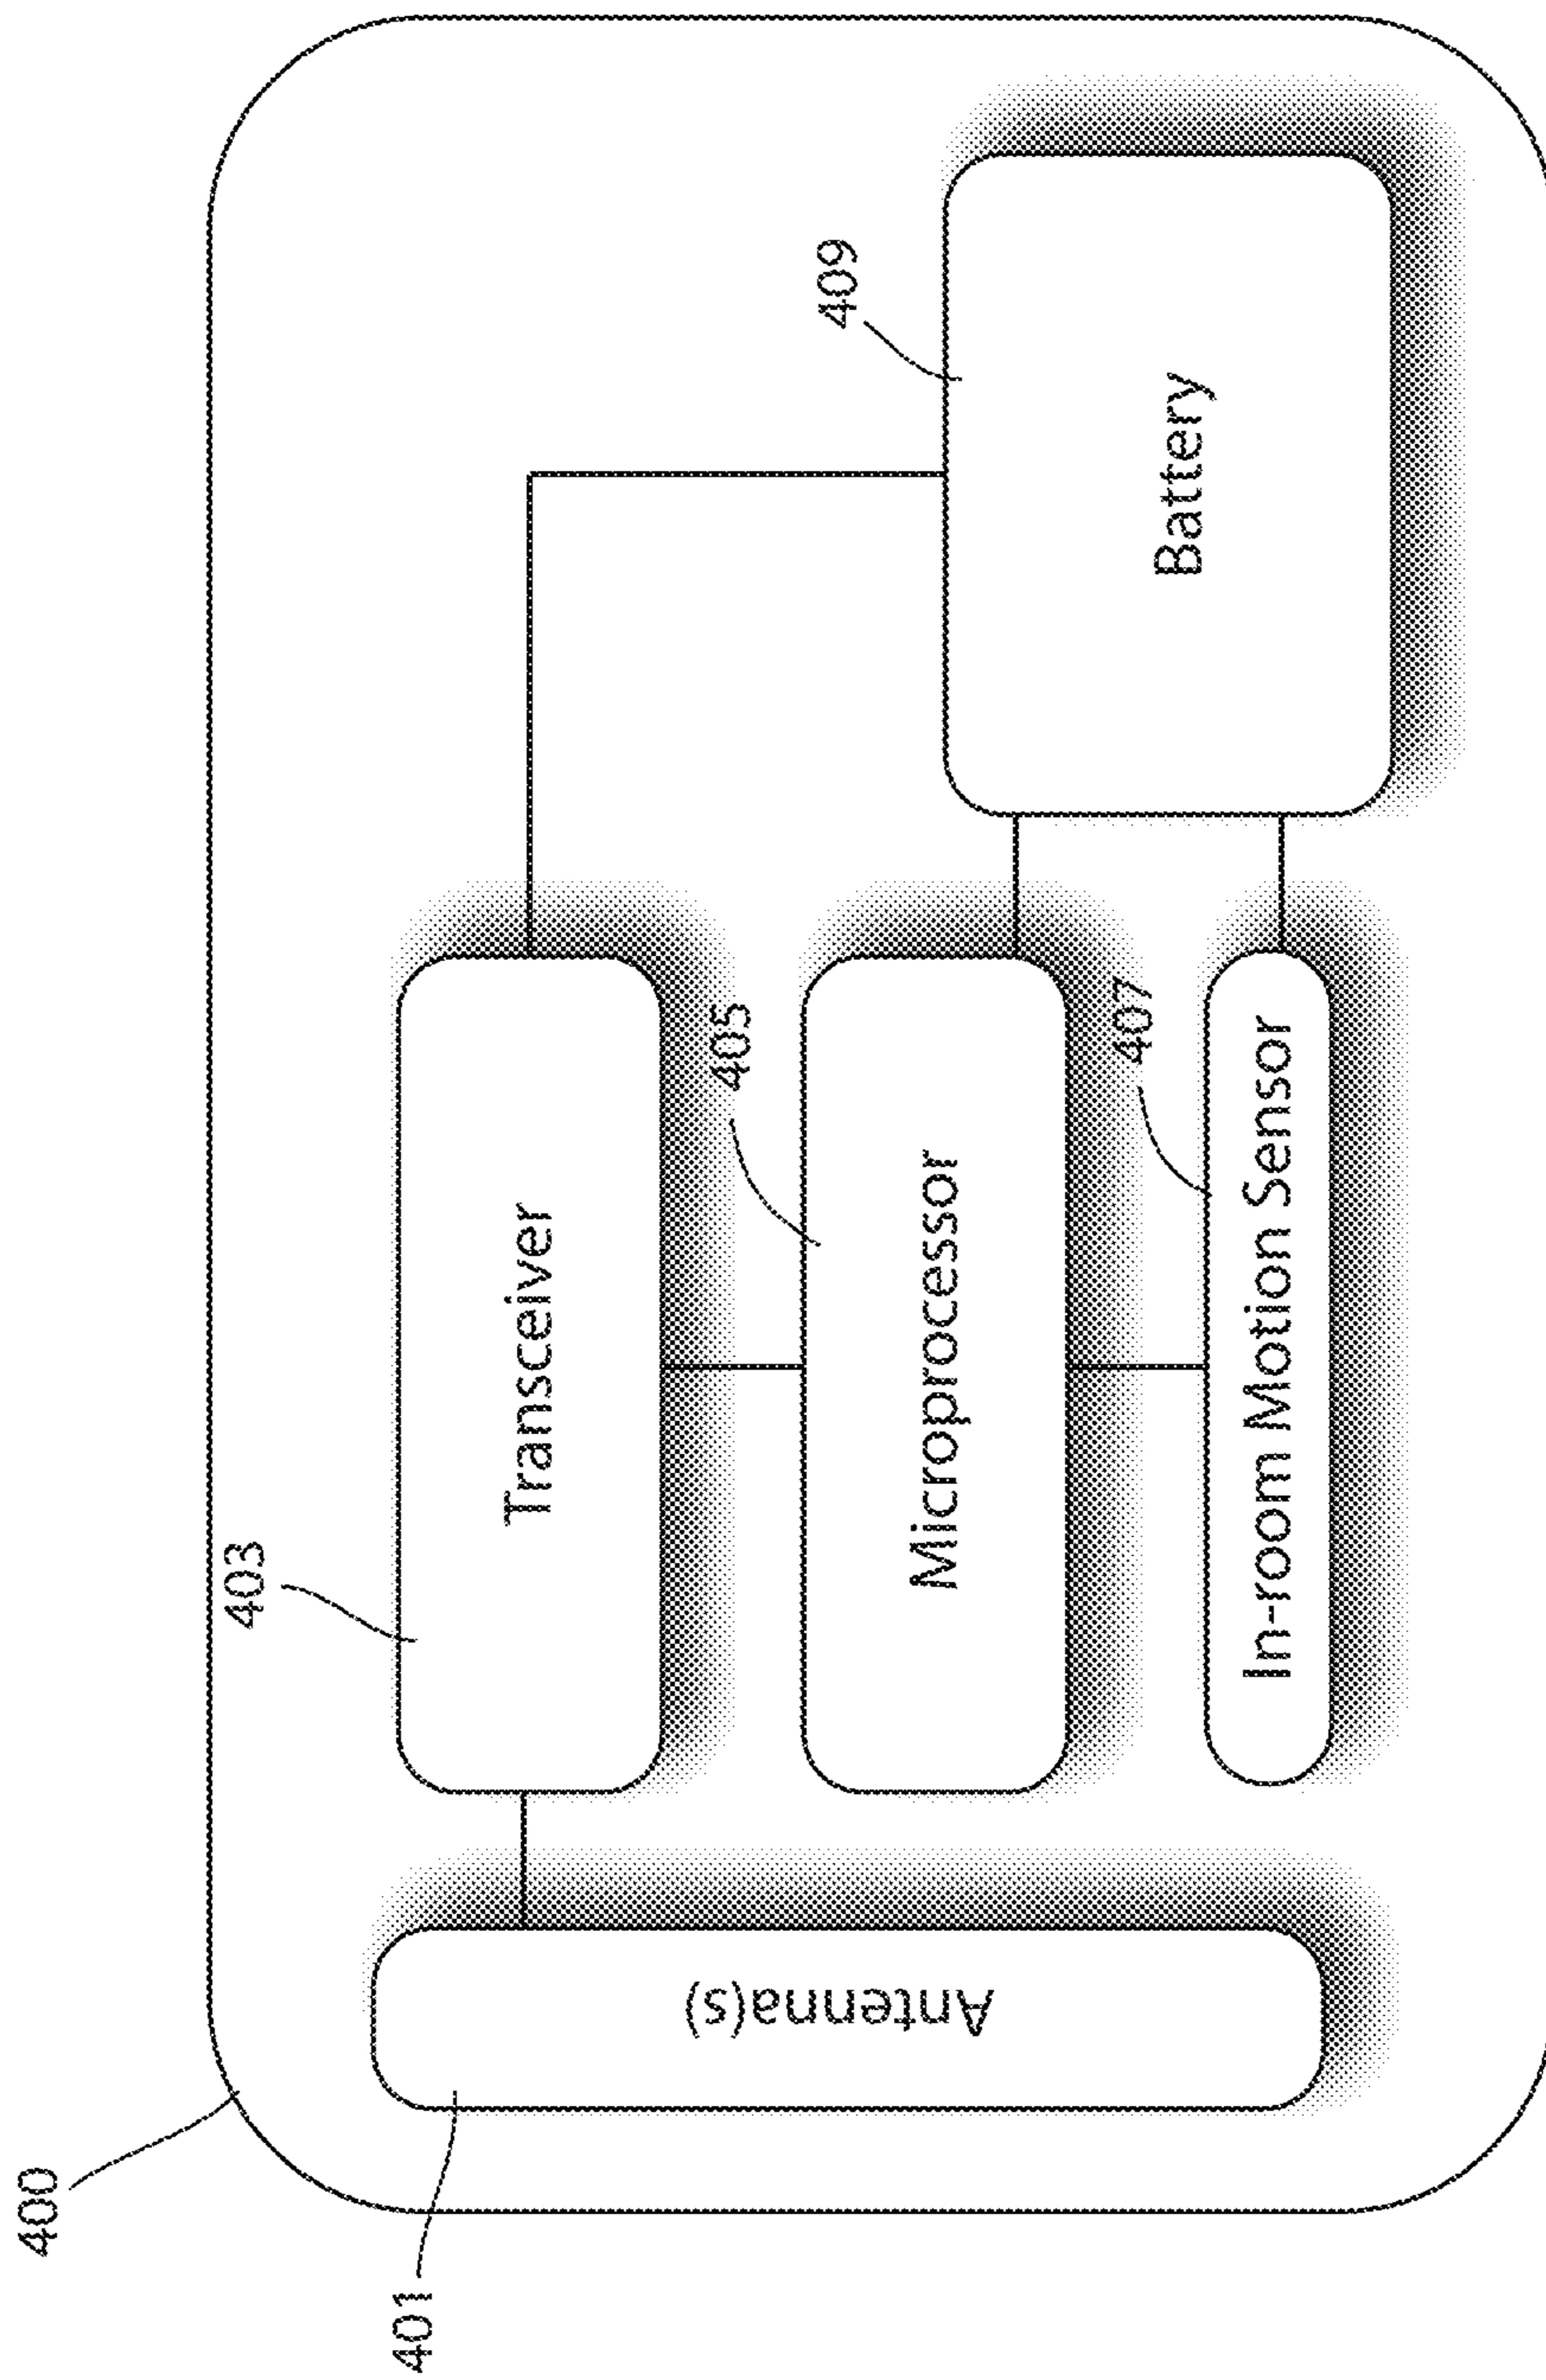 400
401
Antenna(s)
403
Transceiver
405
Microprocessor
407
In-room Motion Sensor
409
Battery